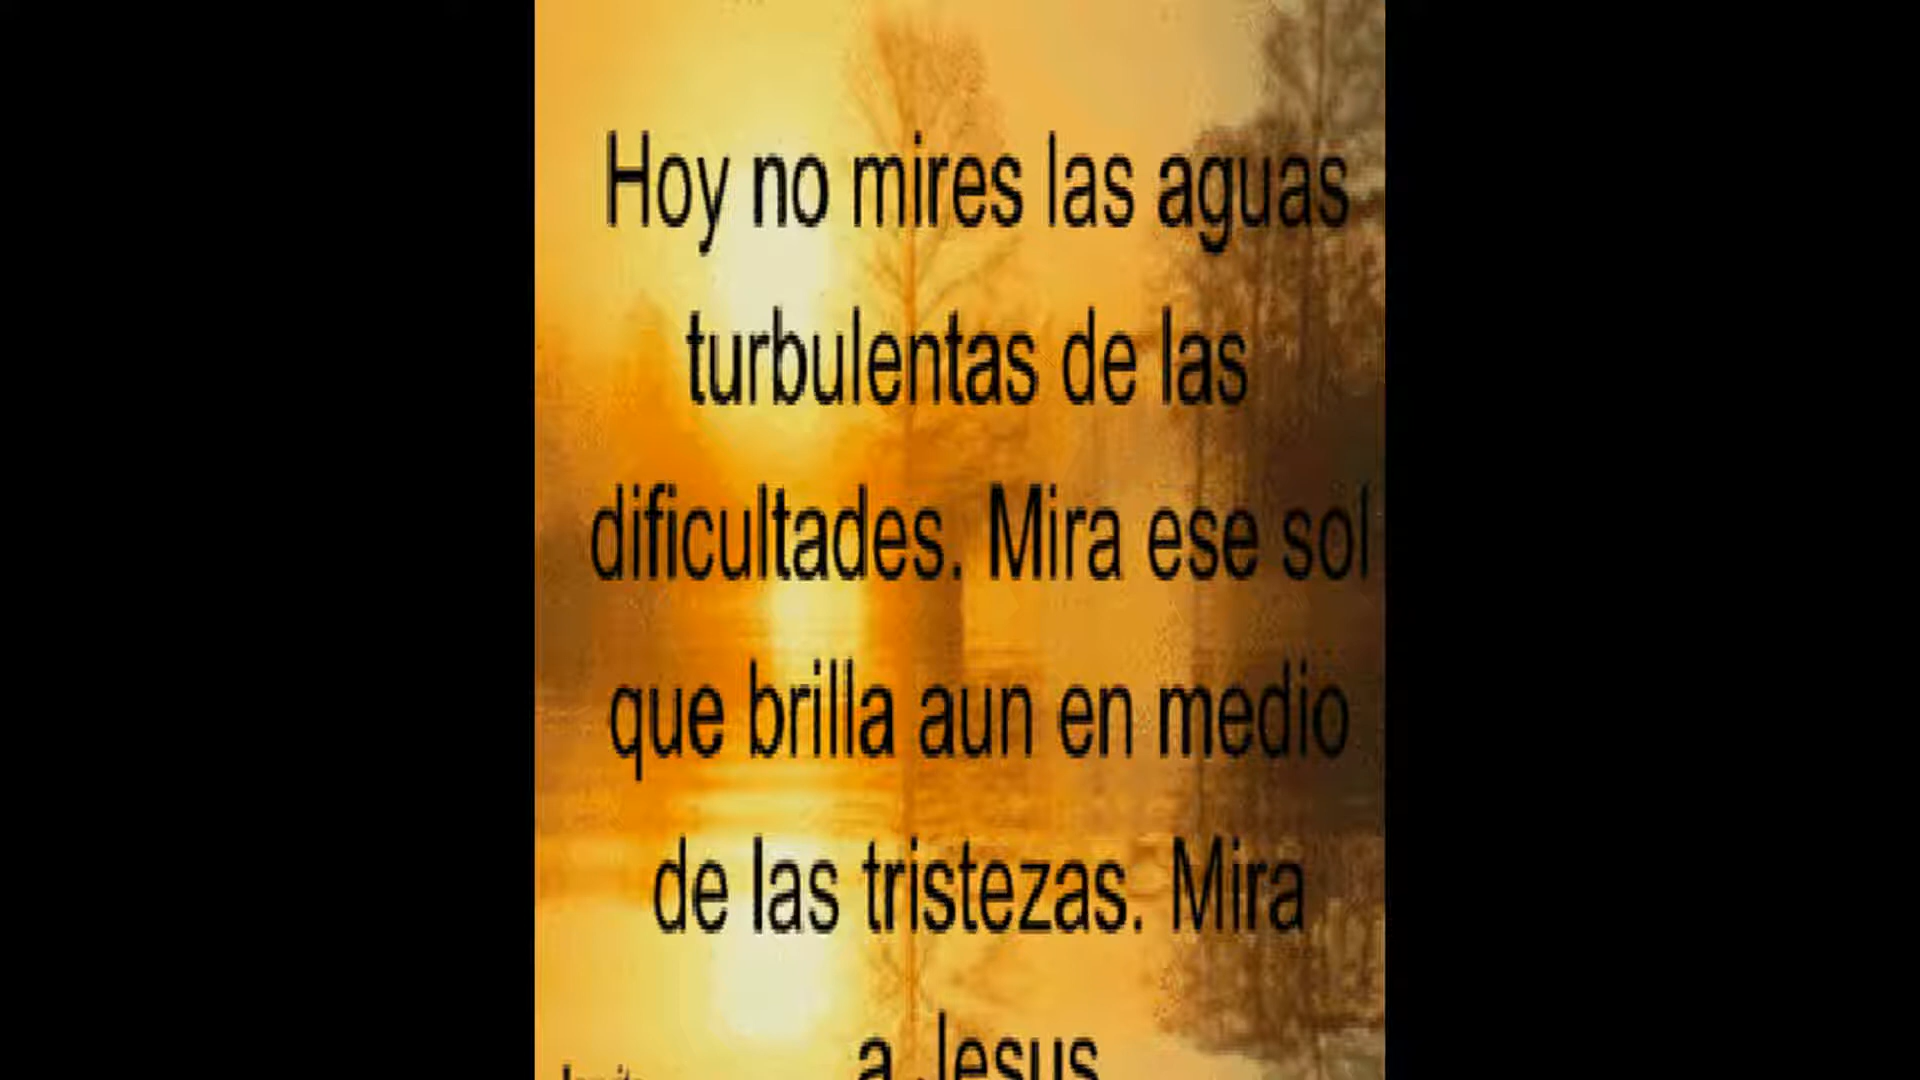 Hoy no mires las aguas
turbulentas de las
dificultades. Mira ese sol
que brilla aun en medio
de las tristezas. Mira
a Jesus